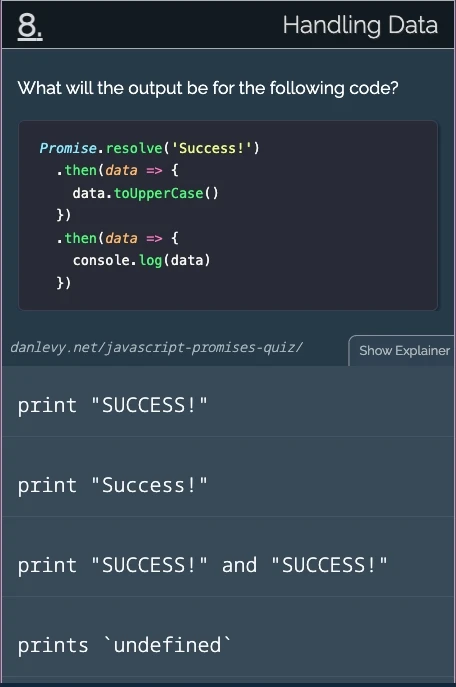 8.
Handling Data
What will the output be for the following code?
Promise.resolve('Success!')
  .then(data => {
    data.toUpperCase()
  })
  .then(data => {
    console.log(data)
  })
danlevy.net/javascript-promises-quiz/
Show Explainer
print "SUCCESS!"
print "Success!"
print "SUCCESS!" and "SUCCESS!"
prints `undefined`